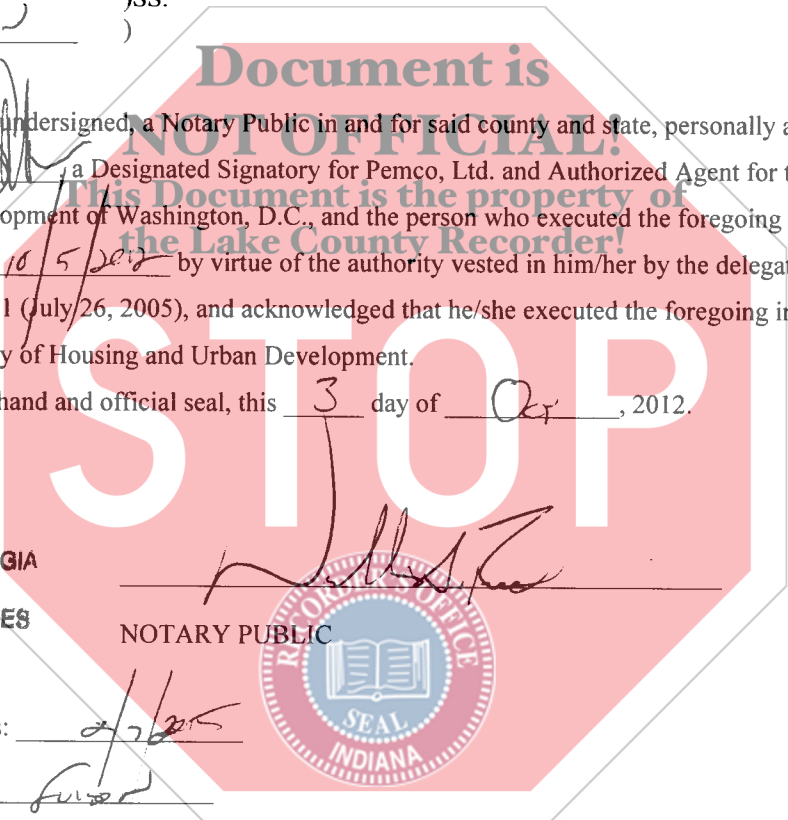 )SS.
)
Document is
undersigned, a Notary Public in and for said county and state, personally a
NOT OFFICIAL!
, a Designated Signatory for Pemco, Ltd. and Authorized Agent for t
This Document is the property of
opment of Washington, D.C., and the person who executed the foregoing
the Lake County Recorder!
10/5/2012 by virtue of the authority vested in him/her by the delegat
1 (July 26, 2005), and acknowledged that he/she executed the foregoing in
y of Housing and Urban Development.
hand and official seal, this 3 day of Oct, 2012.
STOP
GIA
ES
NOTARY PUBLIC
RECORDER'S OFFICE
SEAL
INDIANA
s: